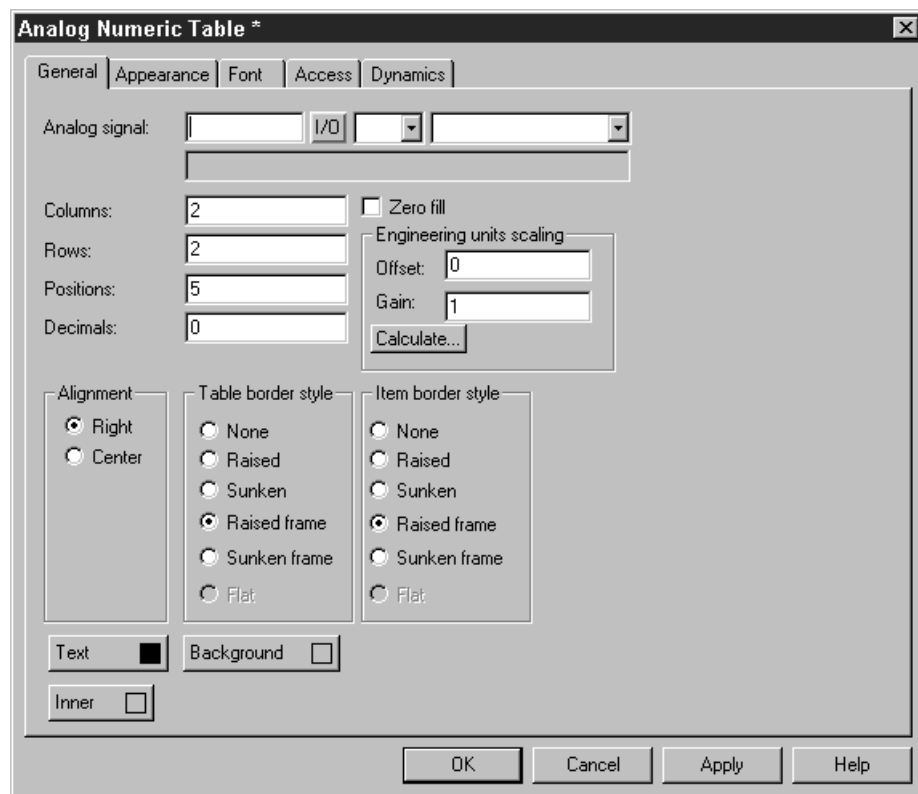 Analog Numeric Table *
General Appearance Font Access Dynamics
Analog signal: I/O
Columns: 2 Zero fill
Engineering units scaling
Rows: 2
Offset: 0
Positions: 5
Gain: 1
Decimals: 0
Calculate...
Alignment Table border style Item border style
Right None None
Center Raised Raised
Sunken Sunken
Raised frame Raised frame
Sunken frame Sunken frame
Flat Flat
Text Background
Inner
OK Cancel Apply Help